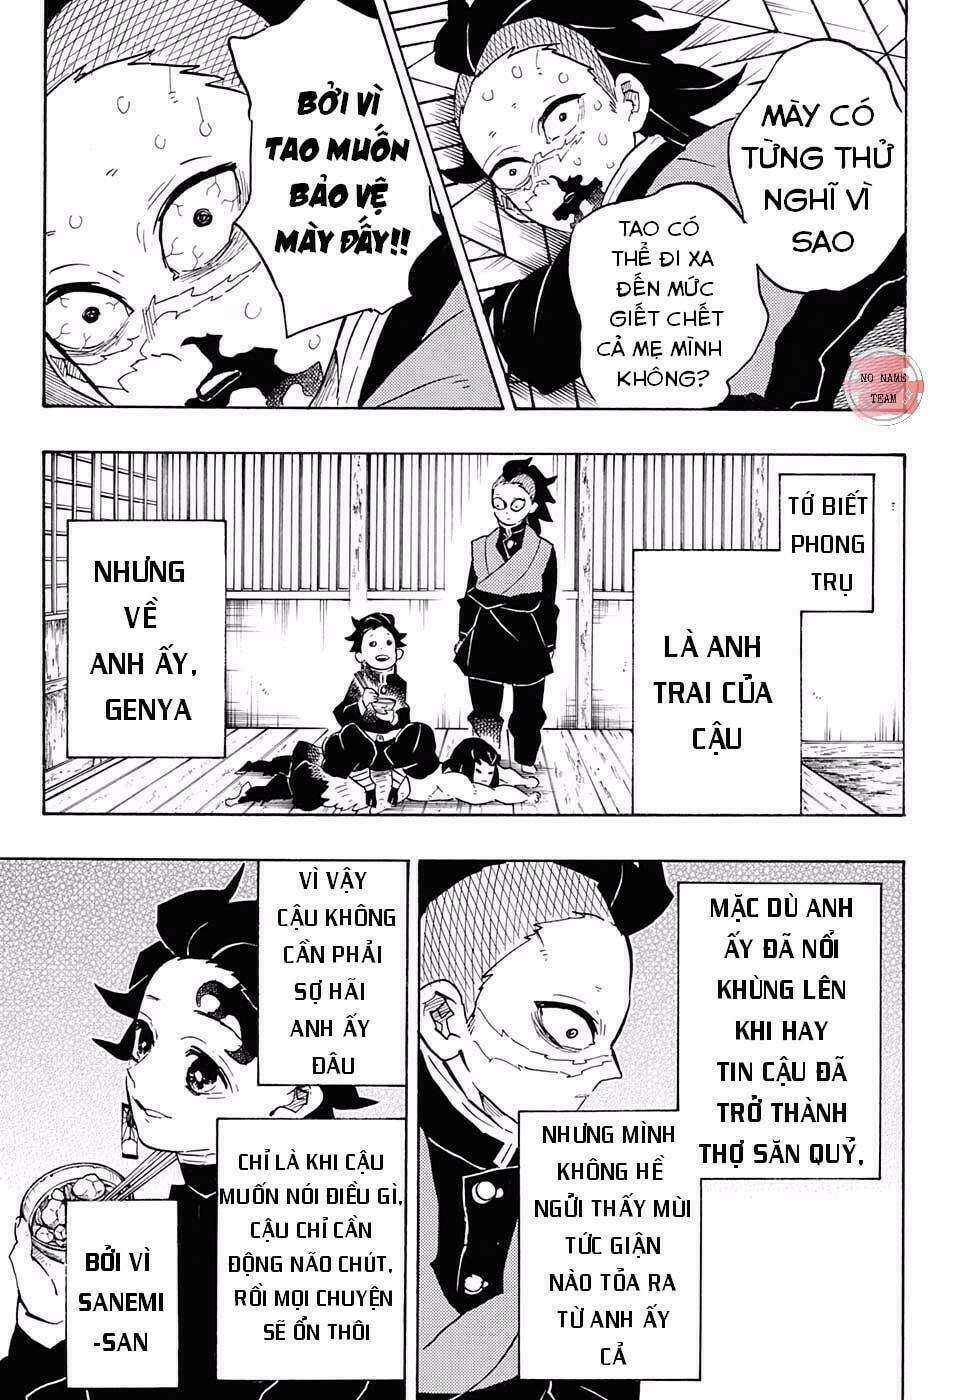 MÀY CÓ
TỪNG THỬ
NGHĨ VÌ
SAO
TAO CÓ
THỂ ĐI XA
ĐẾN MỨC
GIẾT CHẾT
CẢ MẸ MÌNH
KHÔNG?
BỞI VÌ
TAO MUỐN
BẢO VỆ
MÀY ĐẤY!!
NO NAME
TEAM
TỚ BIẾT
PHONG
TRỤ
LÀ ANH
TRAI CỦA
CẬU
NHƯNG
VỀ
ANH ẤY,
GENYA
MẶC DÙ ANH
ẤY ĐÃ NỔI
KHÙNG LÊN
KHI HAY
TIN CẬU ĐÃ
TRỞ THÀNH
THỢ SĂN QUỶ,
NHƯNG MÌNH
KHÔNG HỀ
NGỬI THẤY MÙI
TỨC GIẬN
NÀO TỎA RA
TỪ ANH ẤY
CẢ
VÌ VẬY
CẬU KHÔNG
CẦN PHẢI
SỢ HÃI
ANH ẤY
ĐÂU
CHỈ LÀ KHI CẬU
MUỐN NÓI ĐIỀU GÌ,
CẬU CHỈ CẦN
ĐỘNG NÃO CHÚT,
RỒI MỌI CHUYỆN
SẼ ỔN THÔI
BỞI VÌ
SANEMI
-SAN